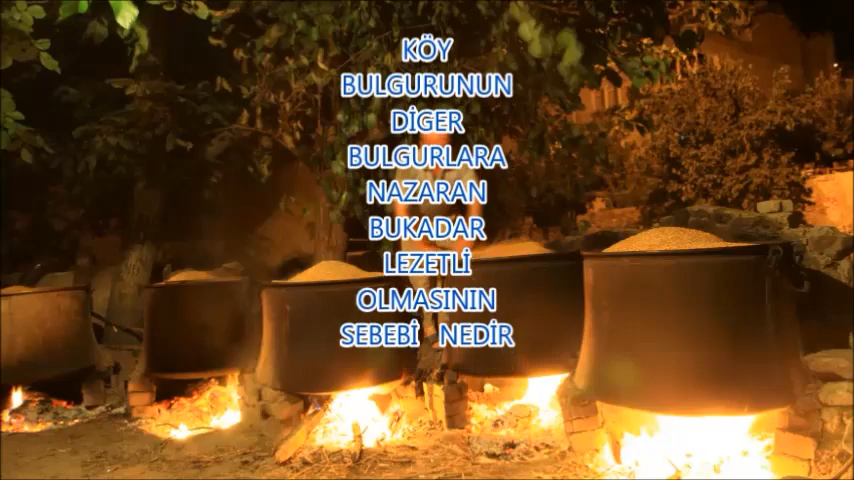 KÖY
BULGURUNUN
DİGER
BULGURLARA
NAZARAN
BUKADAR
LEZETLİ
OLMASININ
SEBEBİ NEDİR